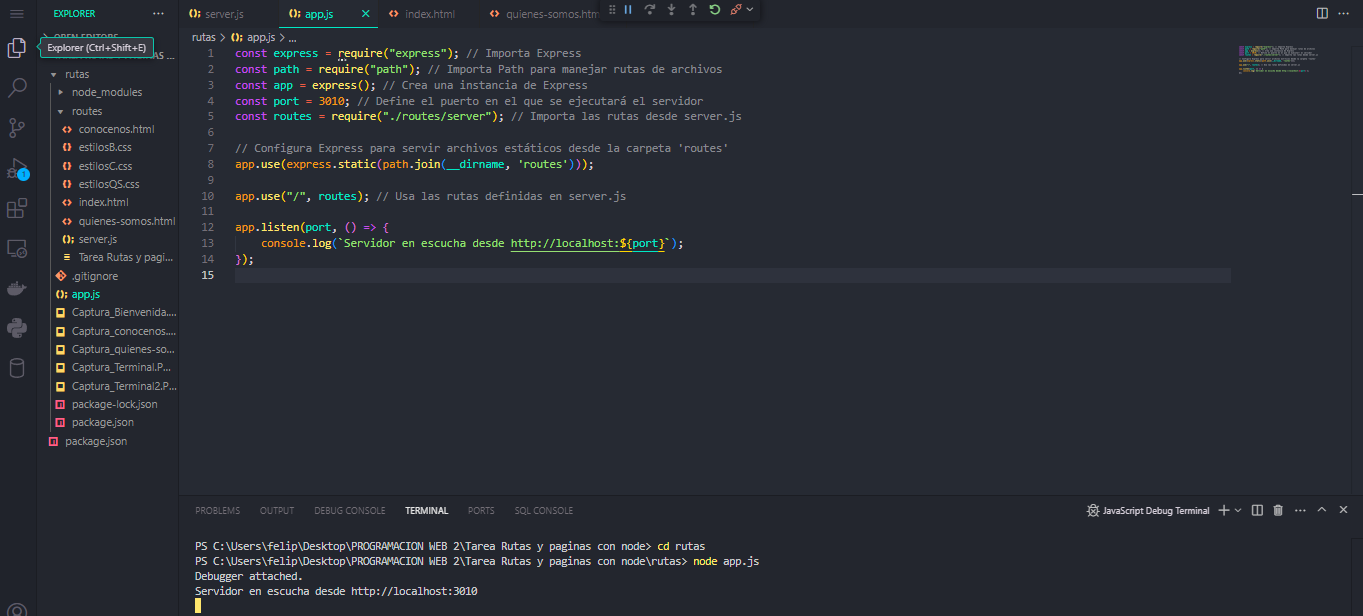 EXPLORER
···
server.js
app.js
index.html
quienes-somos.htm
Explorer (Ctrl+Shift+E)
rutas > app.js > ...
rutas
node_modules
routes
conocenos.html
estilosB.css
estilosC.css
estilosQS.css
index.html
quienes-somos.html
server.js
Tarea Rutas y pagi...
.gitignore
app.js
Captura_Bienvenida....
Captura_conocenos....
Captura_quienes-so...
Captura_Terminal.P...
Captura_Terminal2.P...
package-lock.json
package.json
package.json
1
1 const express = require("express"); // Importa Express
2 const path = require("path"); // Importa Path para manejar rutas de archivos
3 const app = express(); // Crea una instancia de Express
4 const port = 3010; // Define el puerto en el que se ejecutará el servidor
5 const routes = require("./routes/server"); // Importa las rutas desde server.js
6
7 // Configura Express para servir archivos estáticos desde la carpeta 'routes'
8 app.use(express.static(path.join(__dirname, 'routes')));
9
10 app.use("/", routes); // Usa las rutas definidas en server.js
11
12 app.listen(port, () => {
13 console.log(`Servidor en escucha desde http://localhost:${port}`);
14 });
15
PROBLEMS OUTPUT DEBUG CONSOLE TERMINAL PORTS SQL CONSOLE
JavaScript Debug Terminal
PS C:\Users\felip\Desktop\PROGRAMACION WEB 2\Tarea Rutas y paginas con node> cd rutas
PS C:\Users\felip\Desktop\PROGRAMACION WEB 2\Tarea Rutas y paginas con node\rutas> node app.js
Debugger attached.
Servidor en escucha desde http://localhost:3010